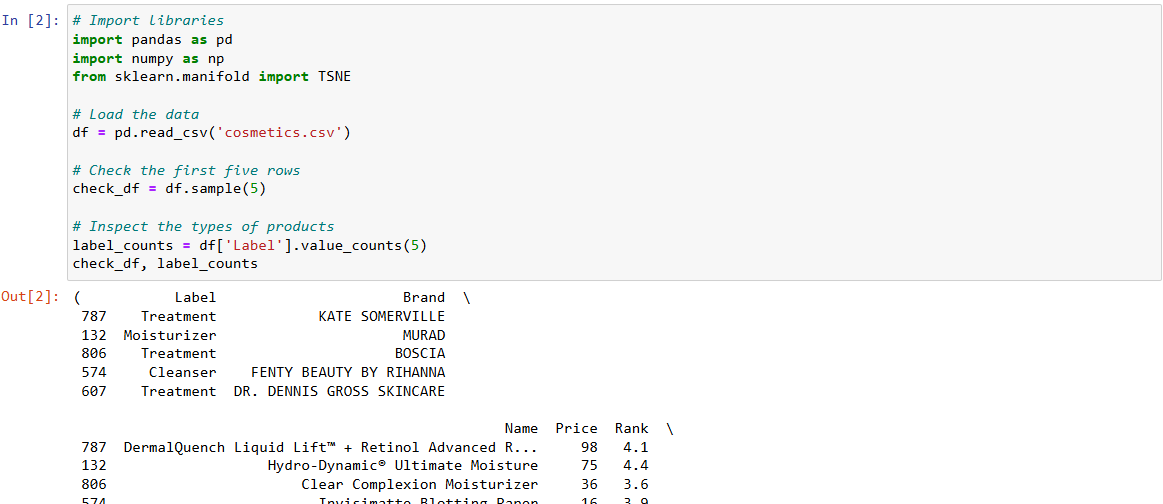 In [2]: # Import libraries
import pandas as pd
import numpy as np
from sklearn.manifold import TSNE
# Load the data
df = pd.read_csv('cosmetics.csv')
# Check the first five rows
check_df = df.sample(5)
# Inspect the types of products
label_counts = df['Label'].value_counts(5)
check_df, label_counts
Out[2]: ( Label Brand \
787 Treatment KATE SOMERVILLE
132 Moisturizer MURAD
806 Treatment BOSCIA
574 Cleanser FENTY BEAUTY BY RIHANNA
607 Treatment DR. DENNIS GROSS SKINCARE
Name Price Rank \
787 DermalQuench Liquid Lift™ + Retinol Advanced R... 98 4.1
132 Hydro-Dynamic® Ultimate Moisture 75 4.4
806 Clear Complexion Moisturizer 36 3.6
574 Invisimatte Blotting Paper 16 3.9